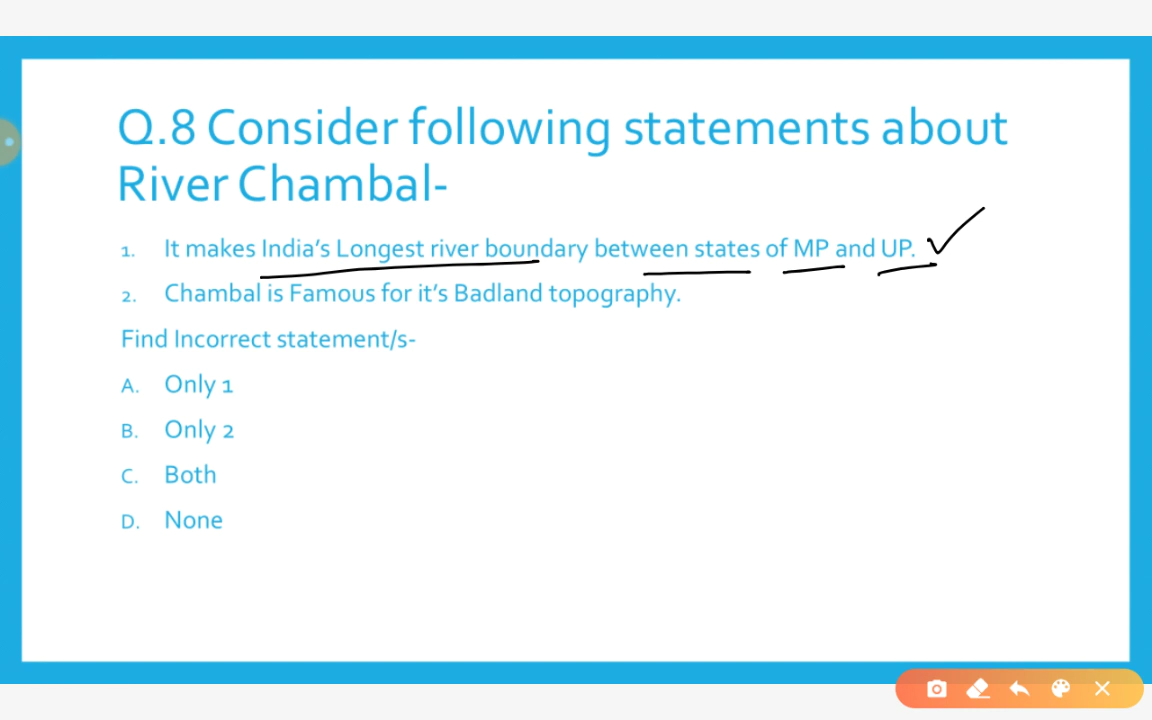 Q.8 Consider following statements about
River Chambal-
1. It makes India's Longest river boundary between states of MP and UP.
2. Chambal is Famous for it's Badland topography.
Find Incorrect statement/s-
A. Only 1
B. Only 2
C. Both
D. None